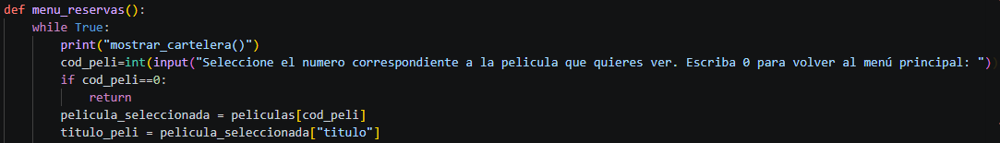 def menu_reservas():
    while True:
        print("mostrar_cartelera()")
        cod_peli=int(input("Seleccione el numero correspondiente a la pelicula que quieres ver. Escriba 0 para volver al menú principal: "))
        if cod_peli==0:
            return
        pelicula_seleccionada = peliculas[cod_peli]
        titulo_peli = pelicula_seleccionada["titulo"]